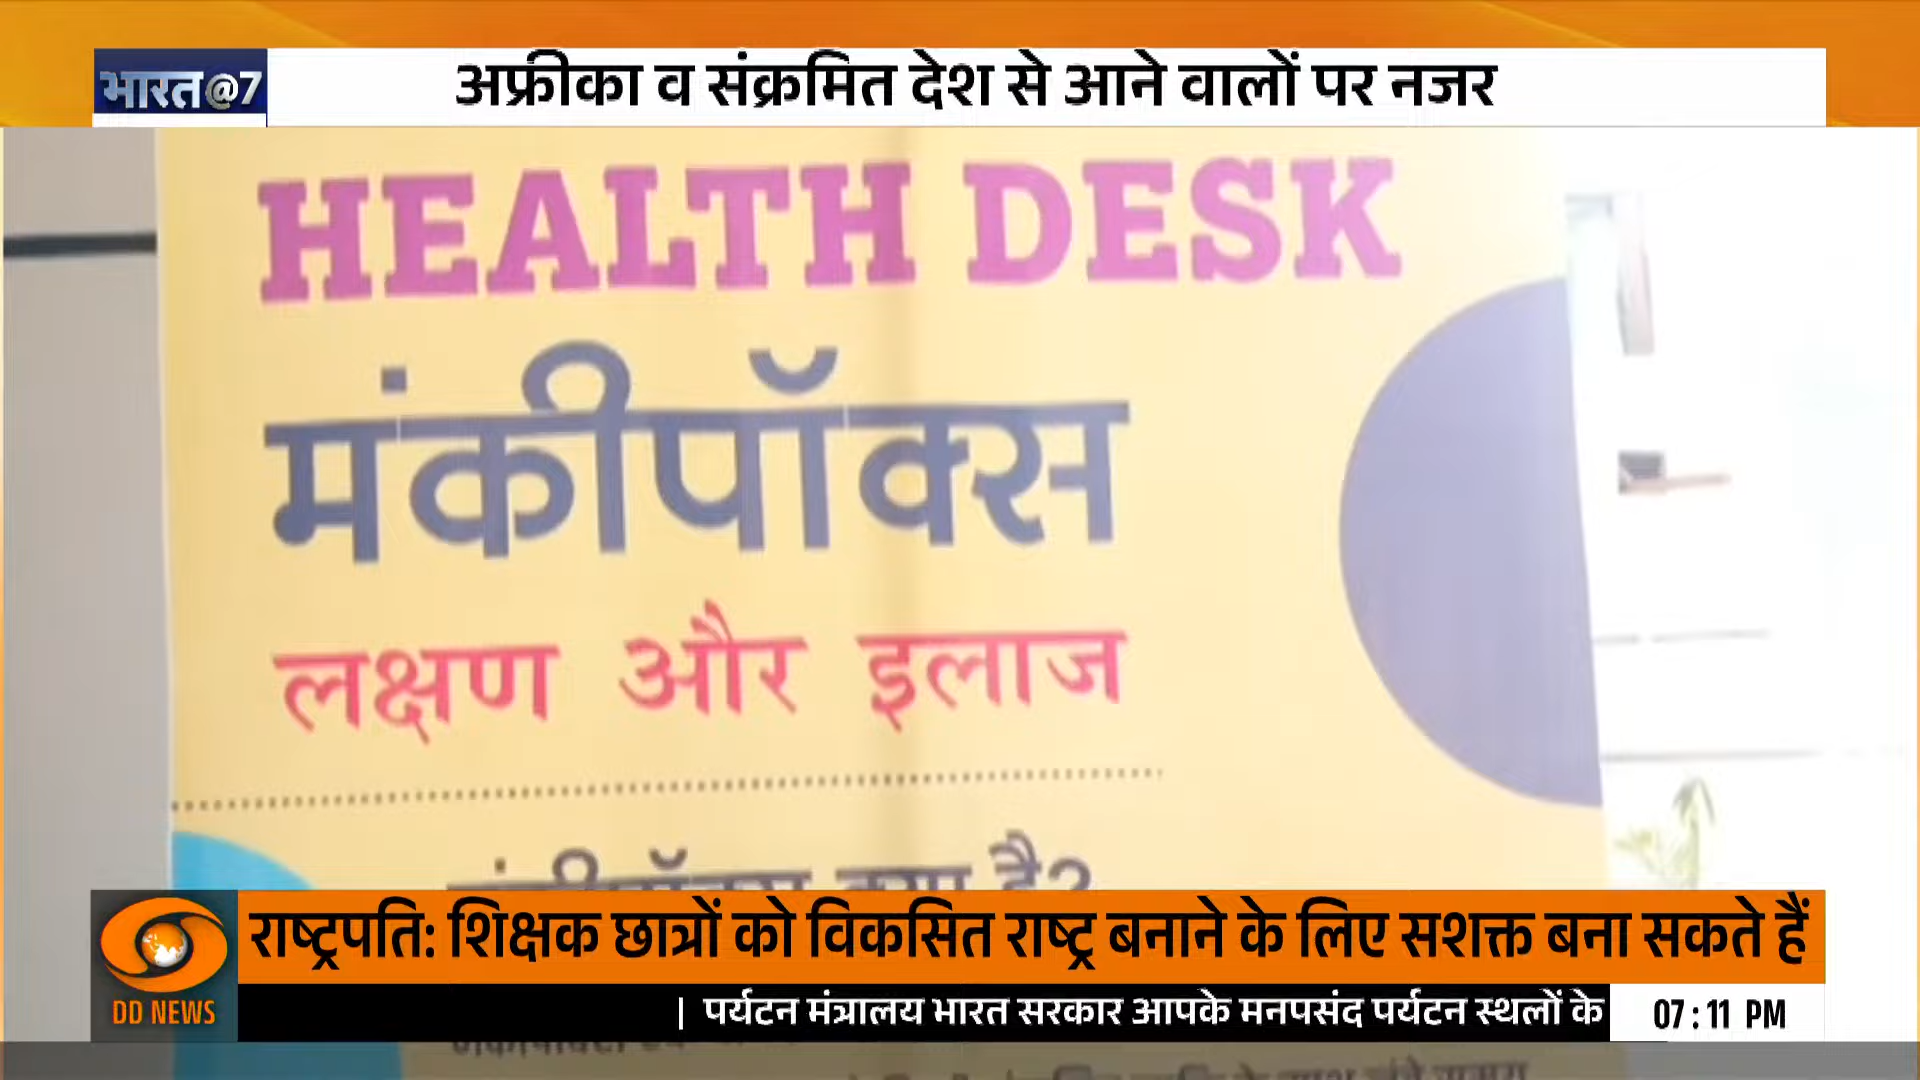 भारत@7
अफ्रीका व संक्रमित देश से आने वालों पर नजर
HEALTH DESK
मंकीपॉक्स
लक्षण और इलाज
मंकीपॉक्स क्या है?
राष्ट्रपति: शिक्षक छात्रों को विकसित राष्ट्र बनाने के लिए सशक्त बना सकते हैं
DD NEWS
| पर्यटन मंत्रालय भारत सरकार आपके मनपसंद पर्यटन स्थलों के
07:11 PM